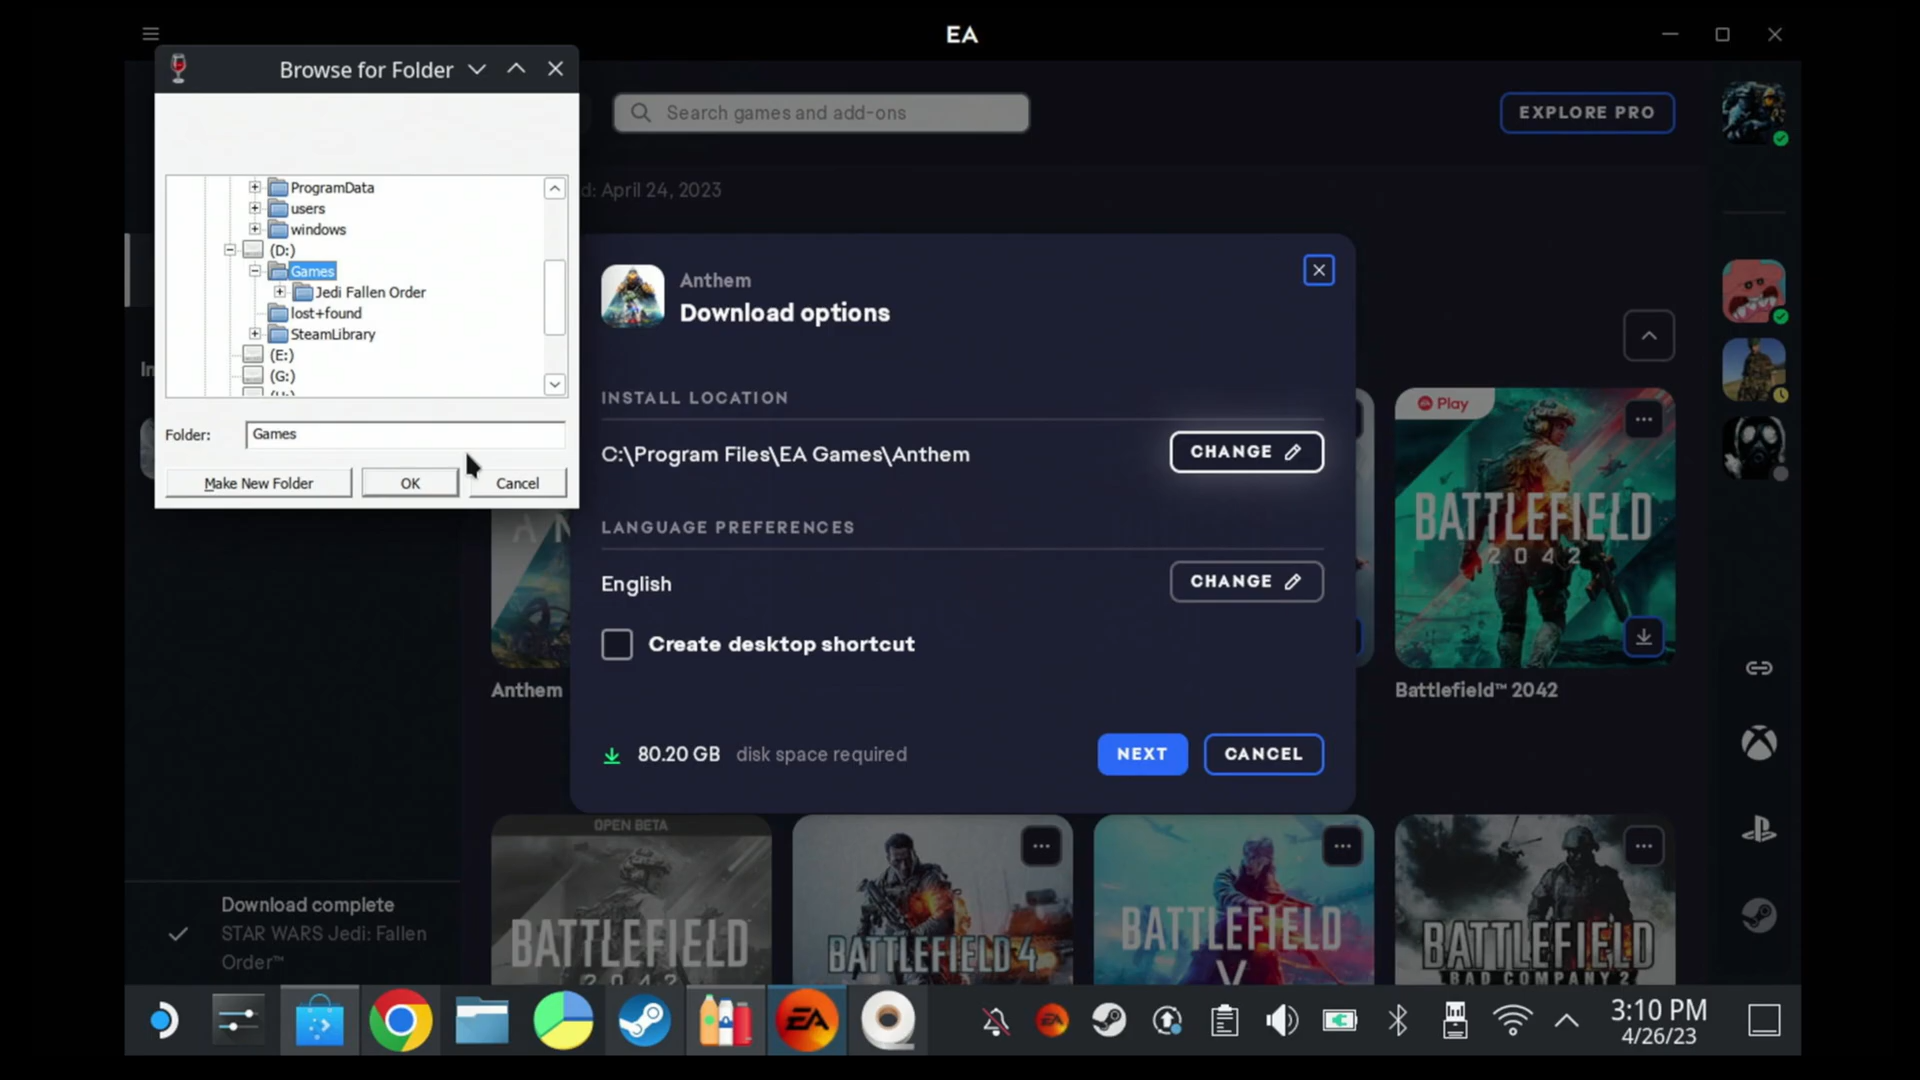 EA
Browse for Folder
Search games and add-ons
EXPLORE PRO
d: April 24, 2023
ProgramData
users
windows
(D:)
Games
Jedi Fallen Order
lost+found
SteamLibrary
(E:)
(G:)
Folder:
Games
Make New Folder
OK
Cancel
Anthem
Download options
INSTALL LOCATION
C:\Program Files\EA Games\Anthem
CHANGE
LANGUAGE PREFERENCES
English
CHANGE
Create desktop shortcut
80.20 GB disk space required
NEXT
CANCEL
In
Play
BATTLEFIELD
2042
Anthem
Battlefield™ 2042
OPEN BETA
BATTLEFIELD
2042
BATTLEFIELD 4
BATTLEFIELD
V
BATTLEFIELD
BAD COMPANY 2
Download complete
STAR WARS Jedi: Fallen
Order™
EA
EA
3:10 PM
4/26/23